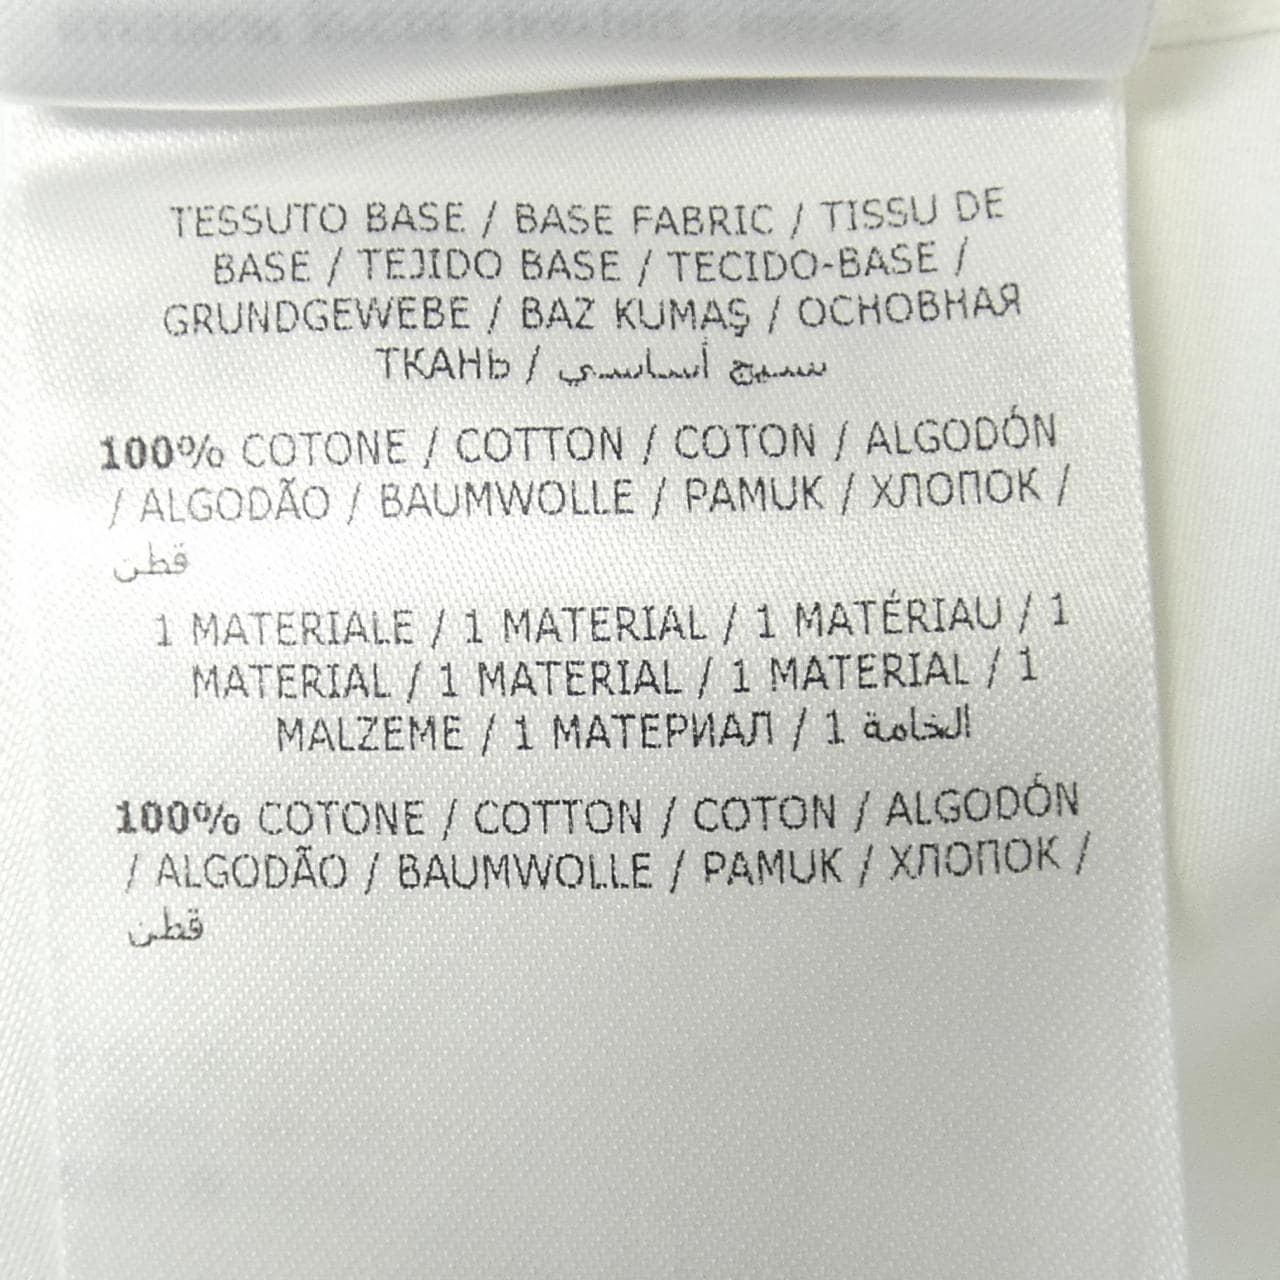 TESSUTO BASE / BASE FABRIC / TISSU DE
BASE / TEJIDO BASE / TECIDO-BASE /
GRUNDGEWEBE / BAZ KUMAŞ / ОСНОВНАЯ
ТКАНЬ / نسيج أساسي
100% COTONE / COTTON / COTON / ALGODÓN
/ ALGODÃO / BAUMWOLLE / PAMUK / ХЛОПОК /
قطن
1 MATERIALE / 1 MATERIAL / 1 MATÉRIAU / 1
MATERIAL / 1 MATERIAL / 1 MATERIAL / 1
MALZEME / 1 МАТЕРИАЛ / 1 الخامة
100% COTONE / COTTON / COTON / ALGODÓN
/ ALGODÃO / BAUMWOLLE / PAMUK / ХЛОПОК /
قطن